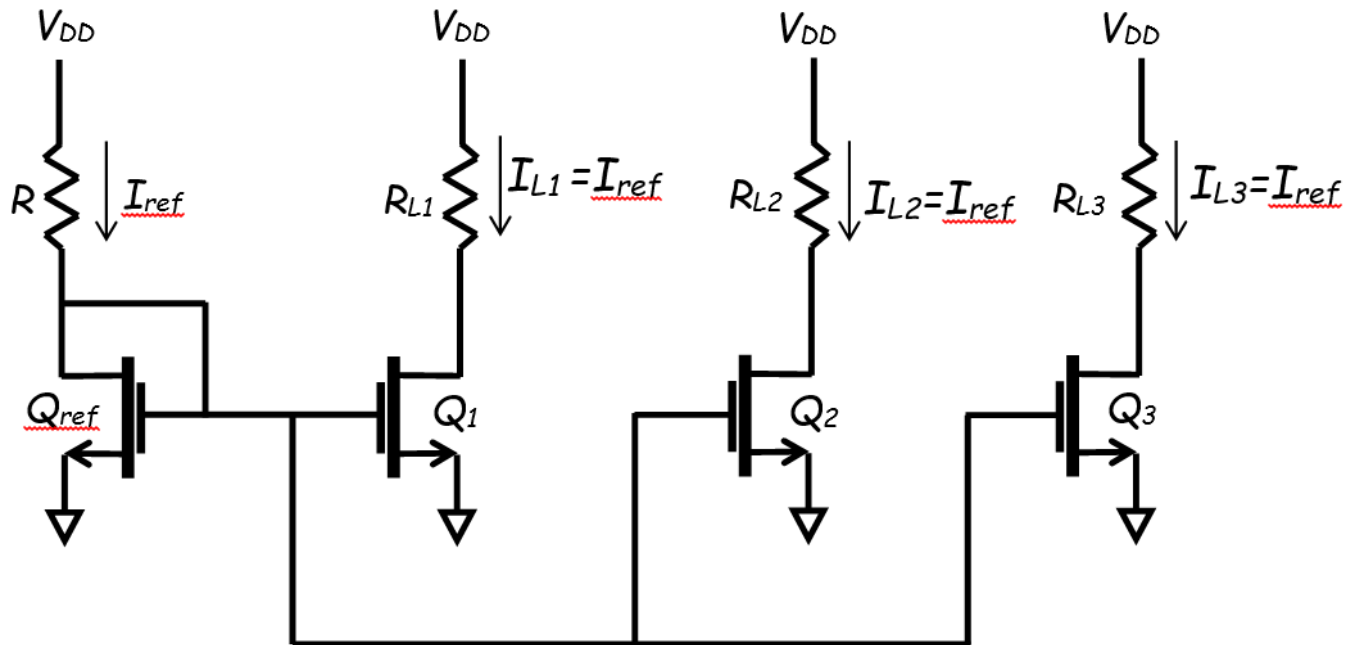 VDD
VDD
VDD
VDD
R
Iref
RL1
IL1=Iref
RL2
IL2=Iref
RL3
IL3=Iref
Qref
Q1
Q2
Q3